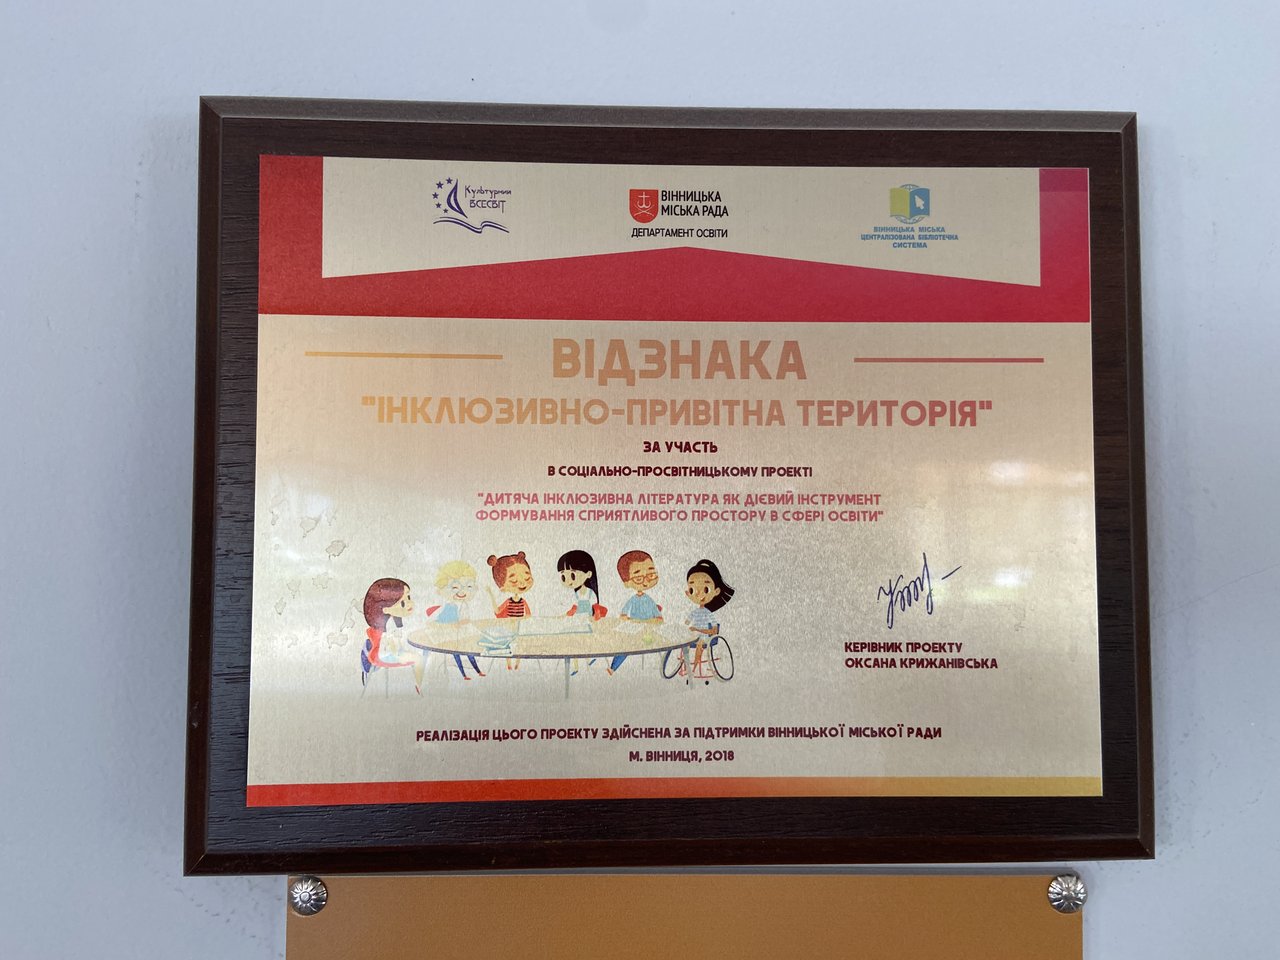 Культурний
ВСЕСВІТ
ВІННИЦЬКА
МІСЬКА РАДА
ДЕПАРТАМЕНТ ОСВІТИ
ВІННИЦЬКА МІСЬКА
ЦЕНТРАЛІЗОВАНА БІБЛІОТЕЧНА
СИСТЕМА
ВІДЗНАКА
"ІНКЛЮЗИВНО-ПРИВІТНА ТЕРИТОРІЯ"
ЗА УЧАСТЬ
В СОЦІАЛЬНО-ПРОСВІТНИЦЬКОМУ ПРОЕКТІ
"ДИТЯЧА ІНКЛЮЗИВНА ЛІТЕРАТУРА ЯК ДІЄВИЙ ІНСТРУМЕНТ
ФОРМУВАННЯ СПРИЯТЛИВОГО ПРОСТОРУ В СФЕРІ ОСВІТИ"
КЕРІВНИК ПРОЕКТУ
ОКСАНА КРИЖАНІВСЬКА
РЕАЛІЗАЦІЯ ЦЬОГО ПРОЕКТУ ЗДІЙСНЕНА ЗА ПІДТРИМКИ ВІННИЦЬКОЇ МІСЬКОЇ РАДИ
М. ВІННИЦЯ, 2018